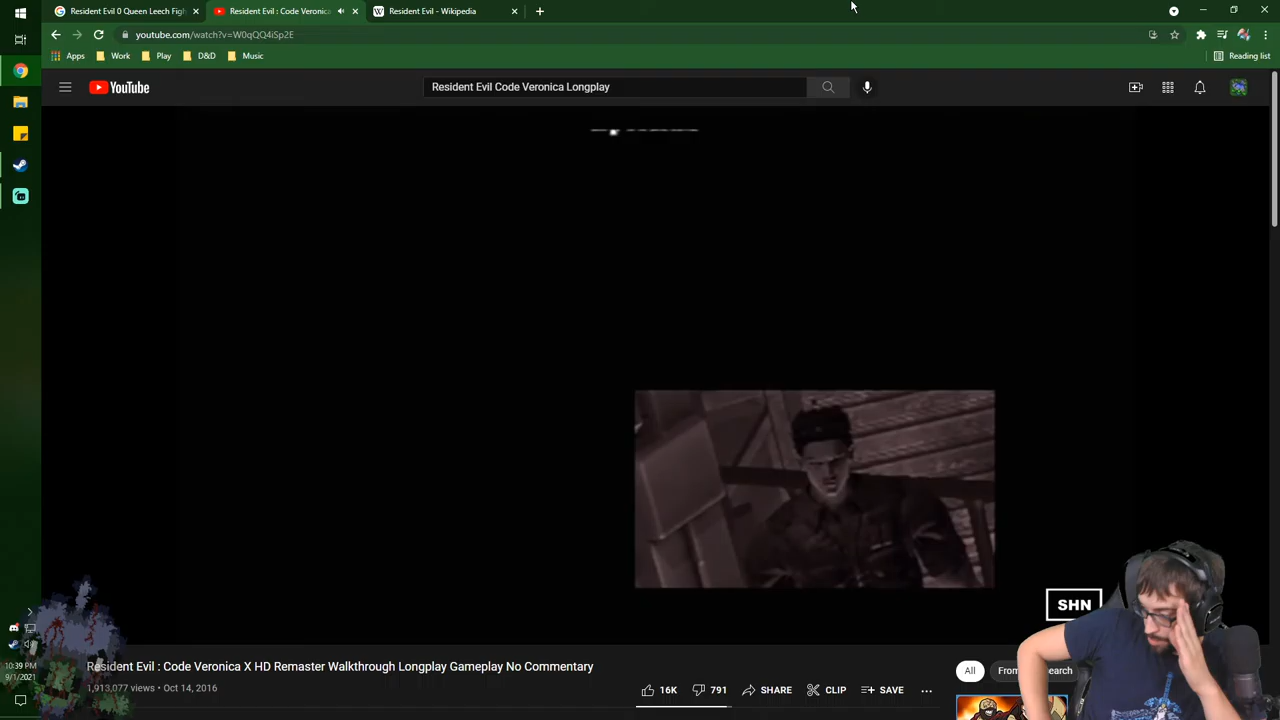 Resident Evil 0 Queen Leech Figh
Resident Evil : Code Veronica
Resident Evil - Wikipedia
youtube.com/watch?v=W0qQQ4iSp2E
Reading list
Apps
Work
Play
D&D
Music
YouTube
Resident Evil Code Veronica Longplay
SHN
Resident Evil : Code Veronica X HD Remaster Walkthrough Longplay Gameplay No Commentary
1,913,077 views • Oct 14, 2016
16K
791
SHARE
CLIP
SAVE
All
From
earch
10:39 PM
9/1/2021